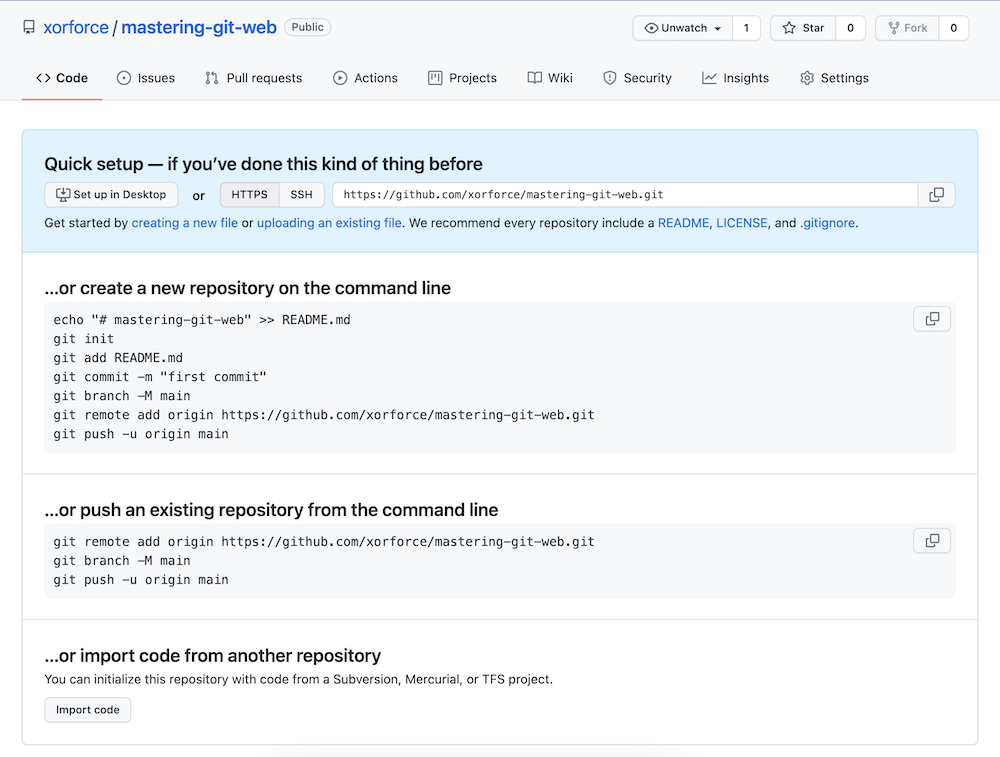 xorforce / mastering-git-web Public Unwatch 1 Star 0 Fork 0
Code Issues Pull requests Actions Projects Wiki Security Insights Settings
Quick setup — if you've done this kind of thing before
Set up in Desktop or HTTPS SSH https://github.com/xorforce/mastering-git-web.git
Get started by creating a new file or uploading an existing file. We recommend every repository include a README, LICENSE, and .gitignore.
...or create a new repository on the command line
echo "# mastering-git-web" >> README.md
git init
git add README.md
git commit -m "first commit"
git branch -M main
git remote add origin https://github.com/xorforce/mastering-git-web.git
git push -u origin main
...or push an existing repository from the command line
git remote add origin https://github.com/xorforce/mastering-git-web.git
git branch -M main
git push -u origin main
...or import code from another repository
You can initialize this repository with code from a Subversion, Mercurial, or TFS project.
Import code